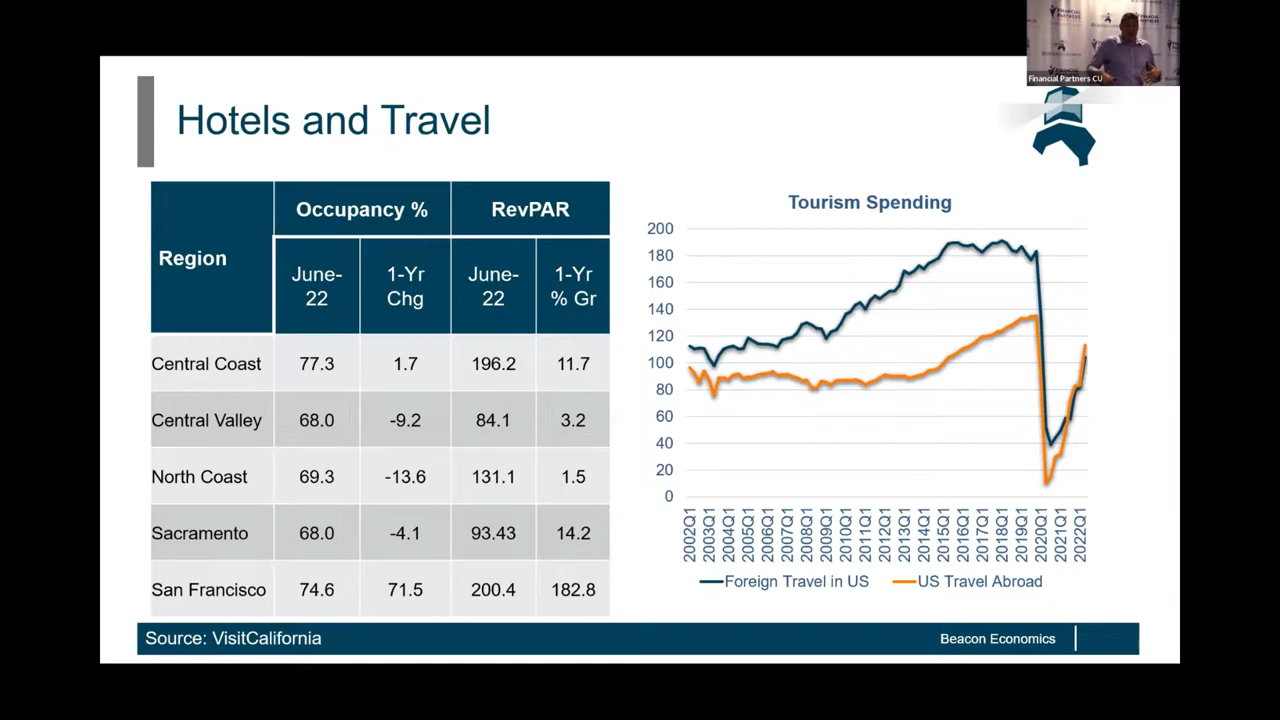 Financial Partners CU
Hotels and Travel
Region Occupancy % RevPAR
June-22 1-Yr Chg June-22 1-Yr % Gr
Central Coast 77.3 1.7 196.2 11.7
Central Valley 68.0 -9.2 84.1 3.2
North Coast 69.3 -13.6 131.1 1.5
Sacramento 68.0 -4.1 93.43 14.2
San Francisco 74.6 71.5 200.4 182.8
Tourism Spending
200
180
160
140
120
100
80
60
40
20
0
2002Q1 2003Q1 2004Q1 2005Q1 2006Q1 2007Q1 2008Q1 2009Q1 2010Q1 2011Q1 2012Q1 2013Q1 2014Q1 2015Q1 2016Q1 2017Q1 2018Q1 2019Q1 2020Q1 2021Q1 2022Q1
Foreign Travel in US US Travel Abroad
Source: VisitCalifornia
Beacon Economics